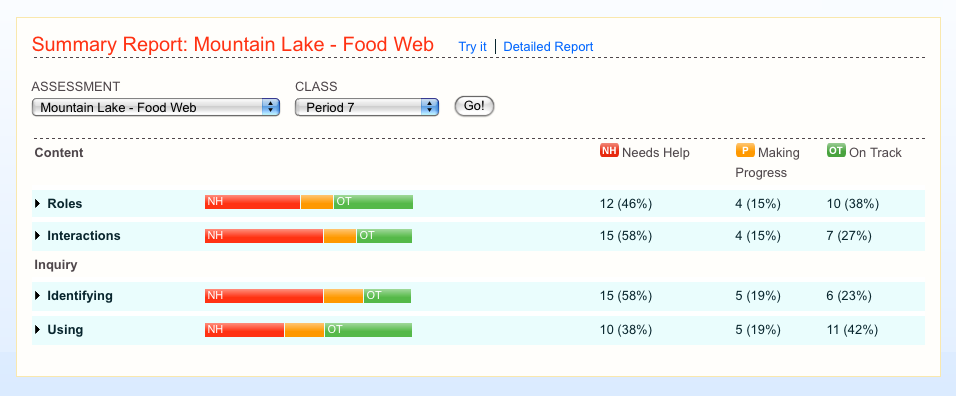 Summary Report: Mountain Lake - Food Web Try it | Detailed Report
ASSESSMENT CLASS
Mountain Lake - Food Web Period 7 Go!
Content NH Needs Help P Making Progress OT On Track
Roles NH OT 12 (46%) 4 (15%) 10 (38%)
Interactions NH OT 15 (58%) 4 (15%) 7 (27%)
Inquiry
Identifying NH OT 15 (58%) 5 (19%) 6 (23%)
Using NH OT 10 (38%) 5 (19%) 11 (42%)